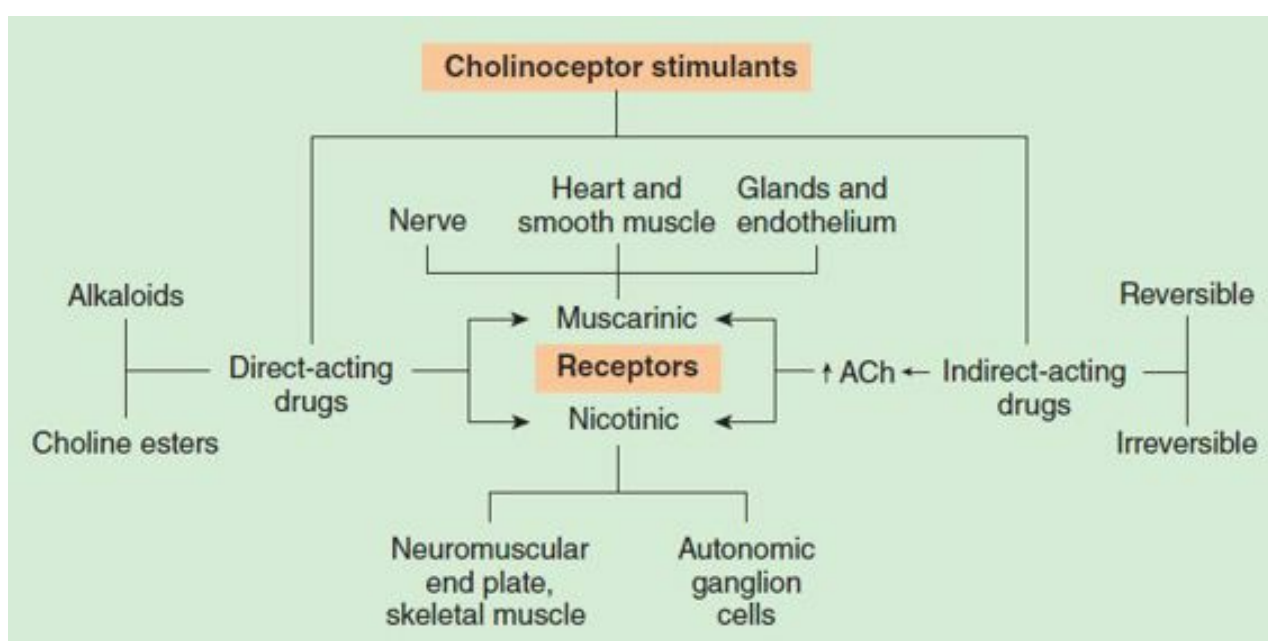 Cholinoceptor stimulants
Nerve
Heart and
smooth muscle
Glands and
endothelium
Alkaloids
Choline esters
Direct-acting
drugs
Muscarinic
Receptors
Nicotinic
↑ ACh
Indirect-acting
drugs
Reversible
Irreversible
Neuromuscular
end plate,
skeletal muscle
Autonomic
ganglion
cells